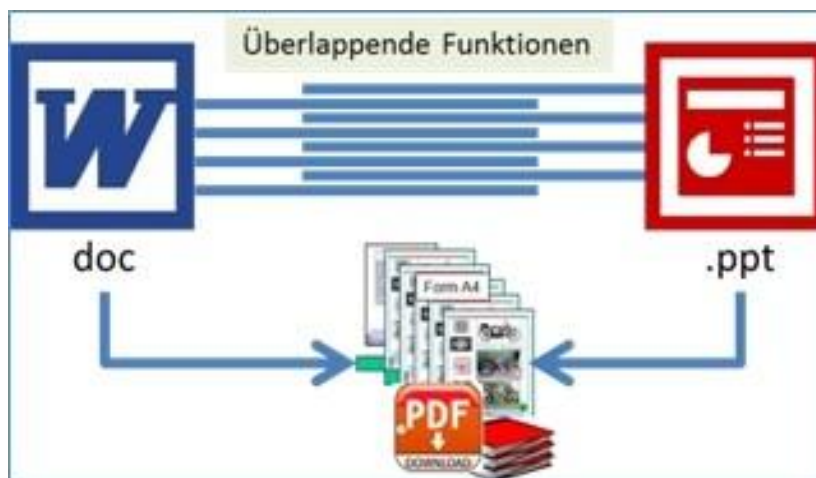 Überlappende Funktionen
W
doc
.ppt
Form A4
.PDF
DOWNLOAD